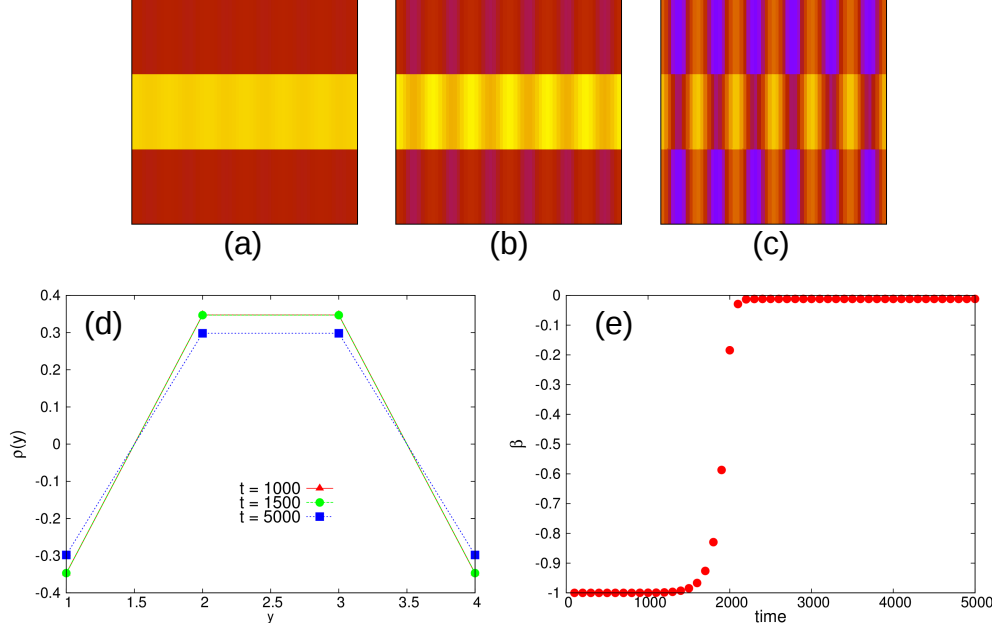 (a)
(b)
(c)
(d)
0.4
0.3
0.2
0.1
0
-0.1
-0.2
-0.3
-0.4
ρ(y)
t = 1000
t = 1500
t = 5000
1
1.5
2
2.5
3
3.5
4
y
(e)
0
-0.1
-0.2
-0.3
-0.4
-0.5
-0.6
-0.7
-0.8
-0.9
-1
β
0
1000
2000
3000
4000
5000
time